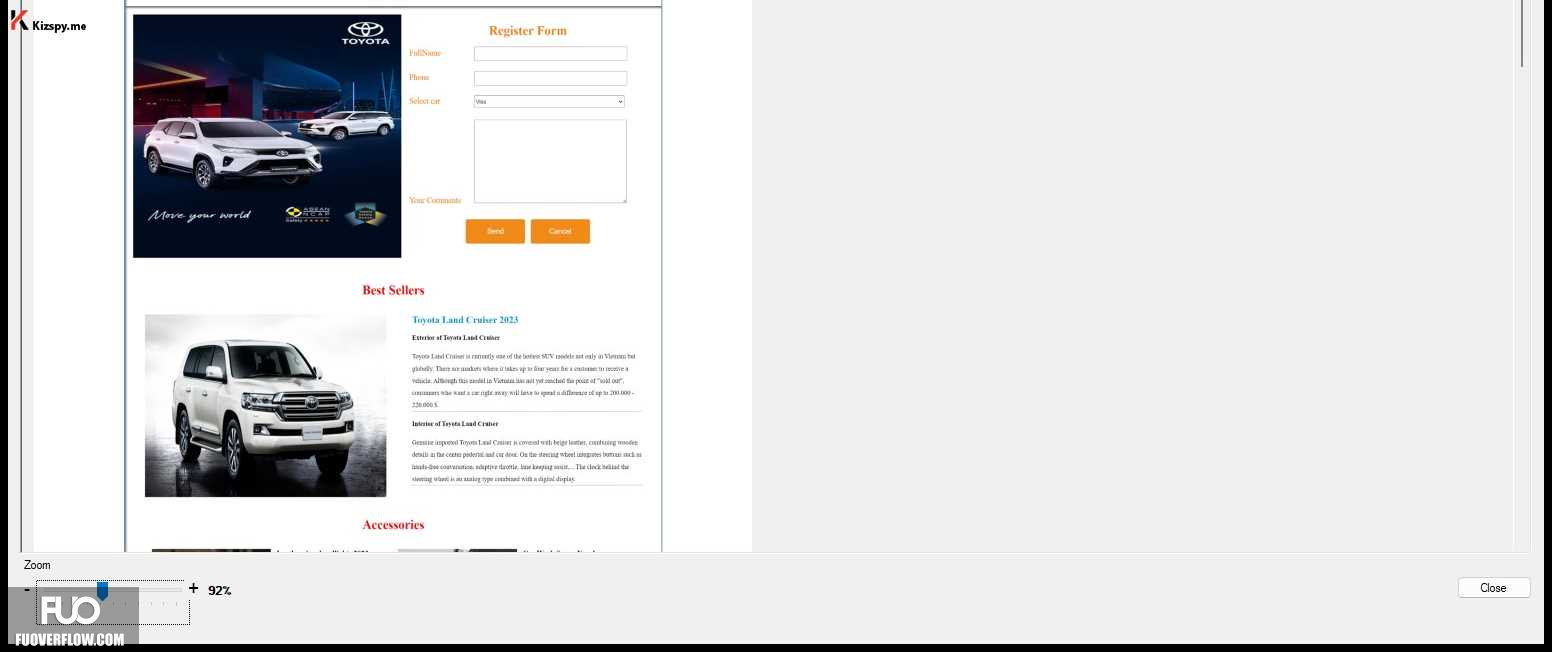 Kizspy.me
TOYOTA
Register Form
FullName
Phone
Select car
Vios
Your Comments
Move your world
ASEAN
NCAP
Safety
Send
Cancel
Best Sellers
Toyota Land Cruiser 2023
Exterior of Toyota Land Cruiser
Toyota Land Cruiser is currently one of the hottest SUV models not only in Vietnam but
globally. There are markets where it takes up to four years for a customer to receive a
vehicle. Although this model in Vietnam has not yet reached the point of "sold out",
consumers who want a car right away will have to spend a difference of up to 200.000 -
220.000 $.
Interior of Toyota Land Cruiser
Genuine imported Toyota Land Cruiser is covered with beige leather, combining wooden
details in the center pedestal and car door. On the steering wheel integrates buttons such as
hands-free conversation, adaptive throttle, lane keeping assist,... The clock behind the
steering wheel is an analog type combined with a digital display.
Accessories
Zoom
- + 92%
Close
FUO
FUOVERFLOW.COM